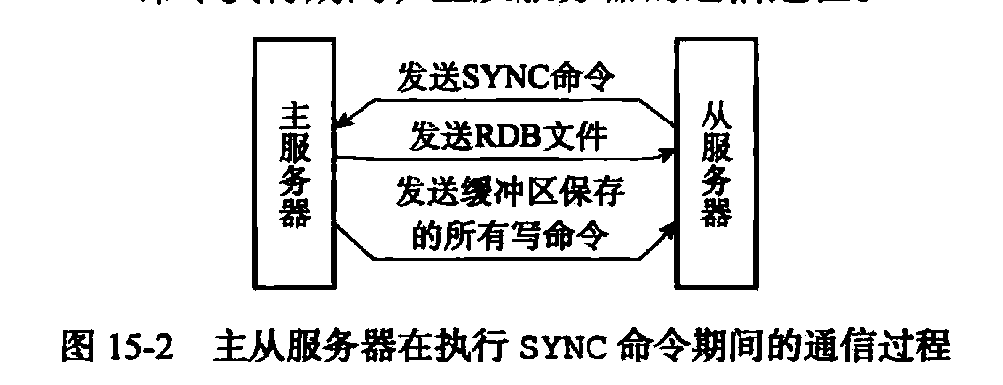 主服务器
发送SYNC命令
发送RDB文件
发送缓冲区保存
的所有写命令
从服务器
图 15-2 主从服务器在执行 SYNC 命令期间的通信过程